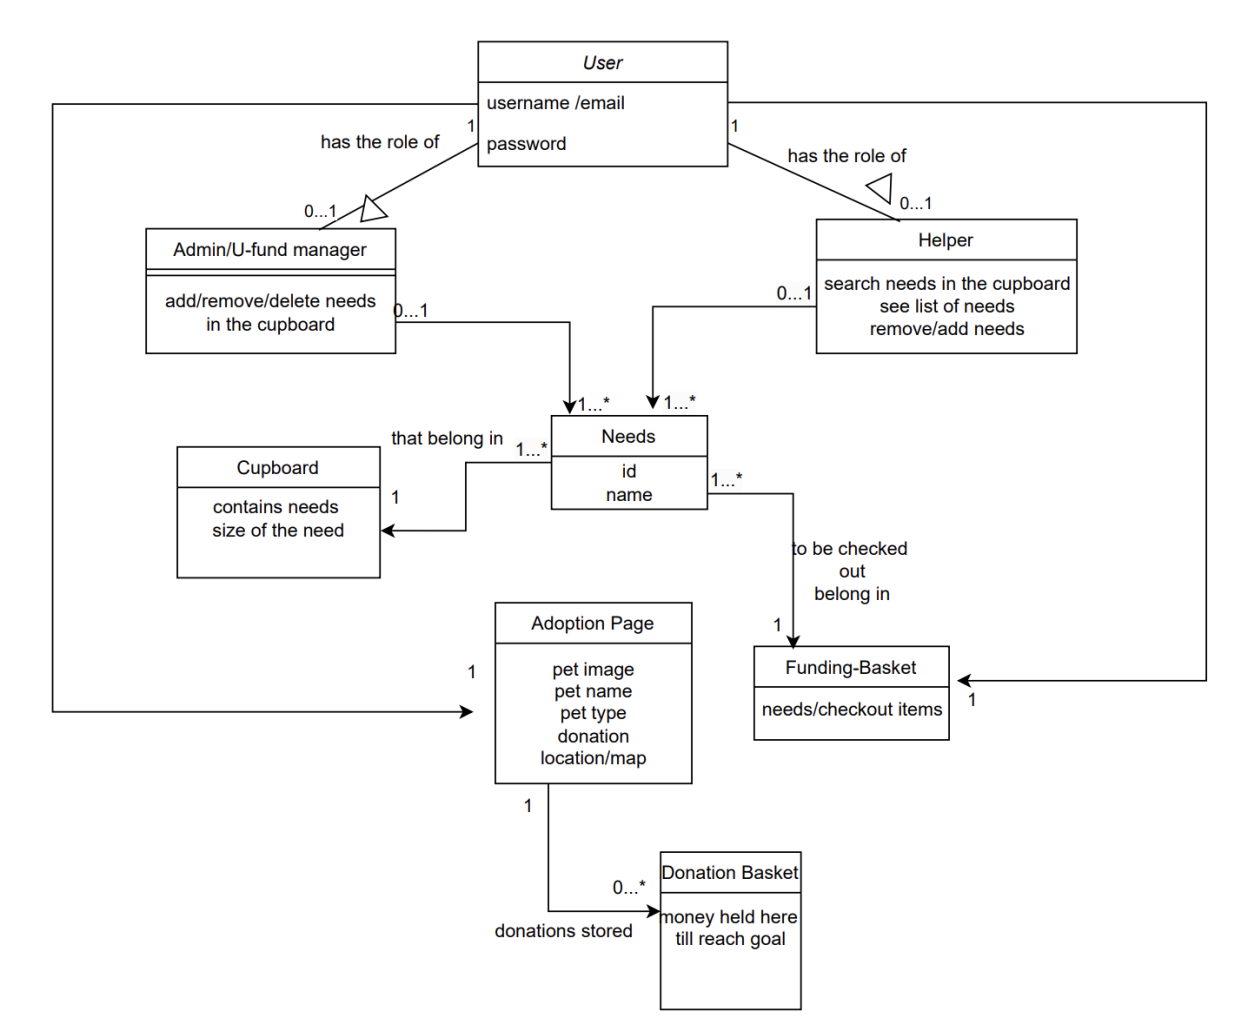 User
username /email
1
password
1
has the role of
has the role of
0...1
0...1
Admin/U-fund manager
add/remove/delete needs
in the cupboard
Helper
search needs in the cupboard
see list of needs
remove/add needs
0...1
0...1
1...*
1...*
Needs
id
name
that belong in
1...*
1...*
Cupboard
contains needs
size of the need
1
to be checked
out
belong in
1
Adoption Page
pet image
pet name
pet type
donation
location/map
1
Funding-Basket
needs/checkout items
1
1
0...*
donations stored
Donation Basket
money held here
till reach goal